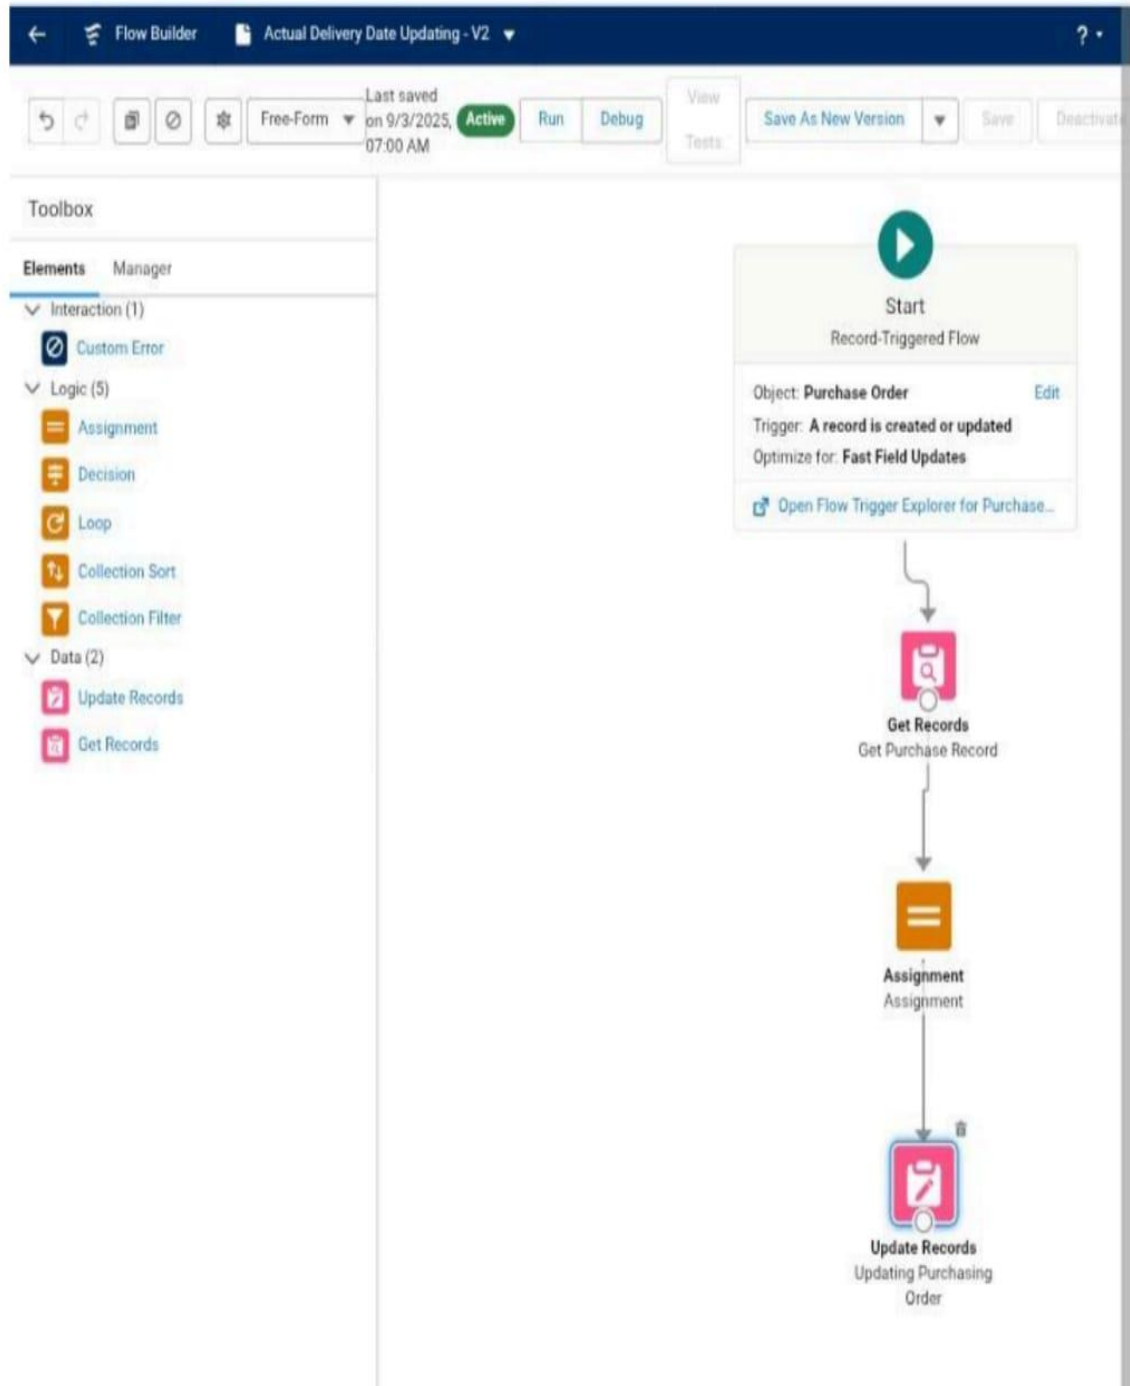 Flow Builder
Actual Delivery Date Updating - V2
?
Free-Form
Last saved
on 9/3/2025,
07:00 AM
Active
Run
Debug
View
Tests
Save As New Version
Save
Deactivate
Toolbox
Elements
Manager
Interaction (1)
Custom Error
Logic (5)
Assignment
Decision
Loop
Collection Sort
Collection Filter
Data (2)
Update Records
Get Records
Start
Record-Triggered Flow
Object: Purchase Order
Edit
Trigger: A record is created or updated
Optimize for: Fast Field Updates
Open Flow Trigger Explorer for Purchase...
Get Records
Get Purchase Record
Assignment
Assignment
Update Records
Updating Purchasing
Order